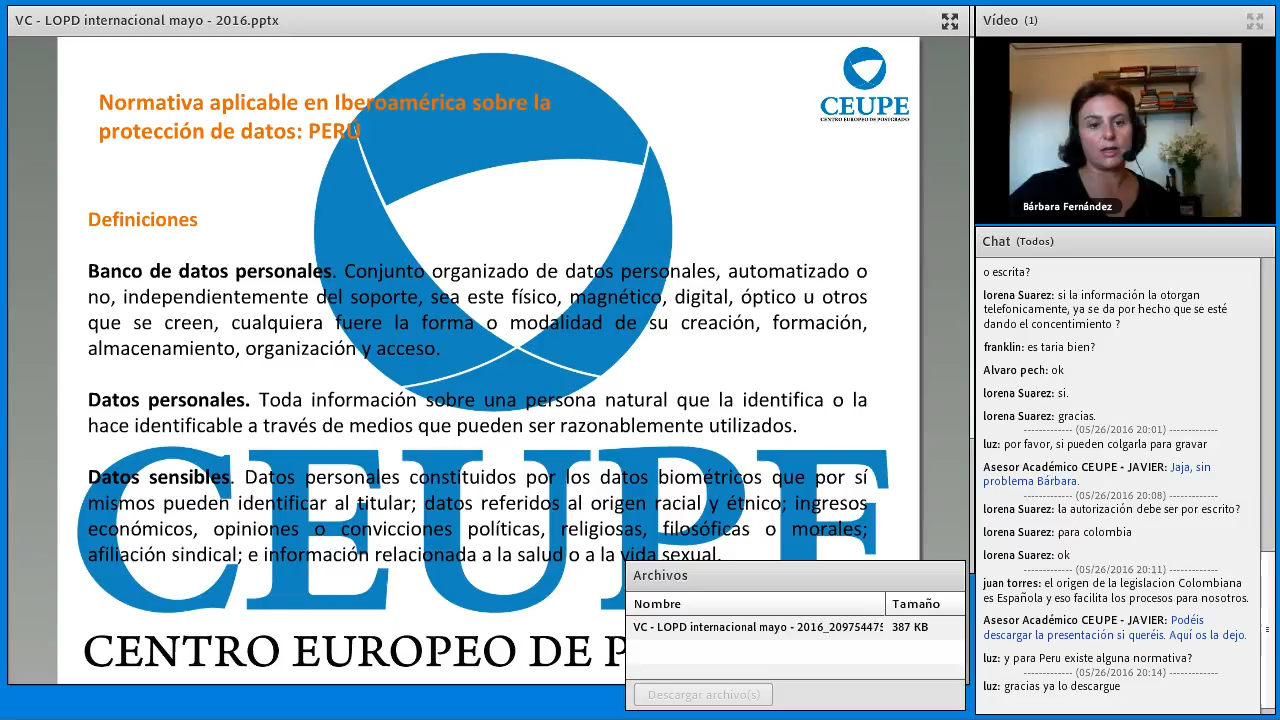 VC - LOPD internacional mayo - 2016.pptx
Normativa aplicable en Iberoamérica sobre la
protección de datos: PERÚ
CEUPE
CENTRO EUROPEO DE POSTGRADO
Definiciones
Banco de datos personales. Conjunto organizado de datos personales, automatizado o
no, independientemente del soporte, sea este físico, magnético, digital, óptico u otros
que se creen, cualquiera fuere la forma o modalidad de su creación, formación,
almacenamiento, organización y acceso.
Datos personales. Toda información sobre una persona natural que la identifica o la
hace identificable a través de medios que pueden ser razonablemente utilizados.
Datos sensibles. Datos personales constituidos por los datos biométricos que por sí
mismos pueden identificar al titular; datos referidos al origen racial y étnico; ingresos
económicos, opiniones o convicciones políticas, religiosas, filosóficas o morales;
afiliación sindical; e información relacionada a la salud o a la vida sexual.
CEUPE
CENTRO EUROPEO DE P
Archivos
Nombre Tamaño
VC - LOPD internacional mayo - 2016_209754475 387 KB
Descargar archivo(s)
Vídeo (1)
Bárbara Fernández
Chat (Todos)
o escrita?
lorena Suarez: si la información la otorgan
telefonicamente, ya se da por hecho que se esté
dando el concentimiento ?
franklin: es taria bien?
Alvaro pech: ok
lorena Suarez: si.
lorena Suarez: gracias.
------------- (05/26/2016 20:01) -------------
luz: por favor, si pueden colgarla para gravar
Asesor Académico CEUPE - JAVIER: Jaja, sin
problema Bárbara.
------------- (05/26/2016 20:08) -------------
lorena Suarez: la autorización debe ser por escrito?
lorena Suarez: para colombia
lorena Suarez: ok
------------- (05/26/2016 20:11) -------------
juan torres: el origen de la legislacion Colombiana
es Española y eso facilita los procesos para nosotros.
Asesor Académico CEUPE - JAVIER: Podéis
descargar la presentación si queréis. Aquí os la dejo.
luz: y para Peru existe alguna normativa?
------------- (05/26/2016 20:14) -------------
luz: gracias ya lo descargue